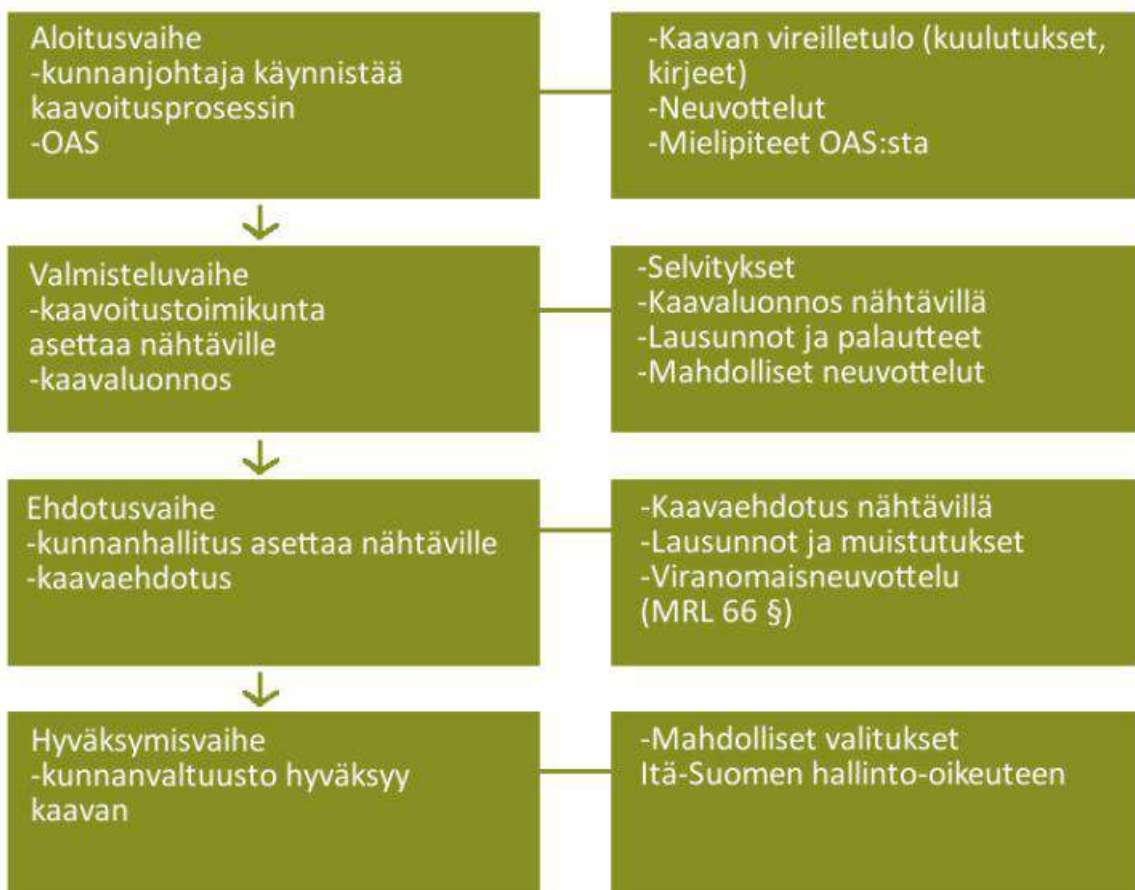 Aloitusvaihe
-kunnanjohtaja käynnistää
kaavoitusprosessin
-OAS
-Kaavan vireilletulo (kuulutukset,
kirjeet)
-Neuvottelut
-Mielipiteet OAS:sta
Valmisteluvaihe
-kaavoitustoimikunta
asettaa nähtäville
-kaavaluonnos
-Selvitykset
-Kaavaluonnos nähtävillä
-Lausunnot ja palautteet
-Mahdolliset neuvottelut
Ehdotusvaihe
-kunnanhallitus asettaa nähtäville
-kaavaehdotus
-Kaavaehdotus nähtävillä
-Lausunnot ja muistutukset
-Viranomaisneuvottelu
(MRL 66 §)
Hyväksymisvaihe
-kunnanvaltuusto hyväksyy
kaavan
-Mahdolliset valitukset
Itä-Suomen hallinto-oikeuteen